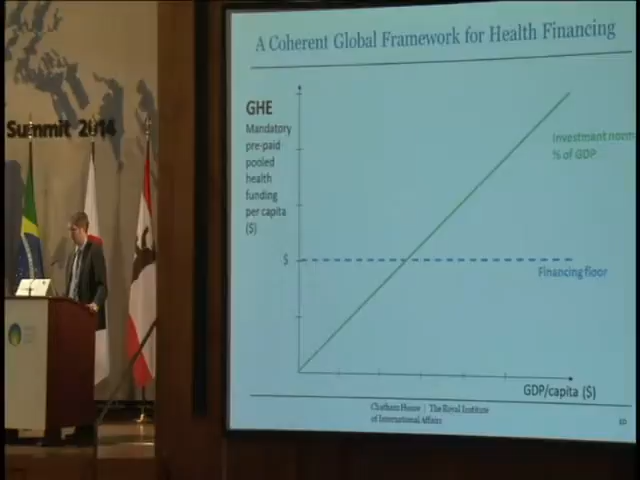 Summit 2014
A Coherent Global Framework for Health Financing
GHE
Mandatory
pre-paid
pooled
health
funding
per capita
($)
Investment norm
% of GDP
$
Financing floor
GDP/capita ($)
Chatham House | The Royal Institute
of International Affairs
10